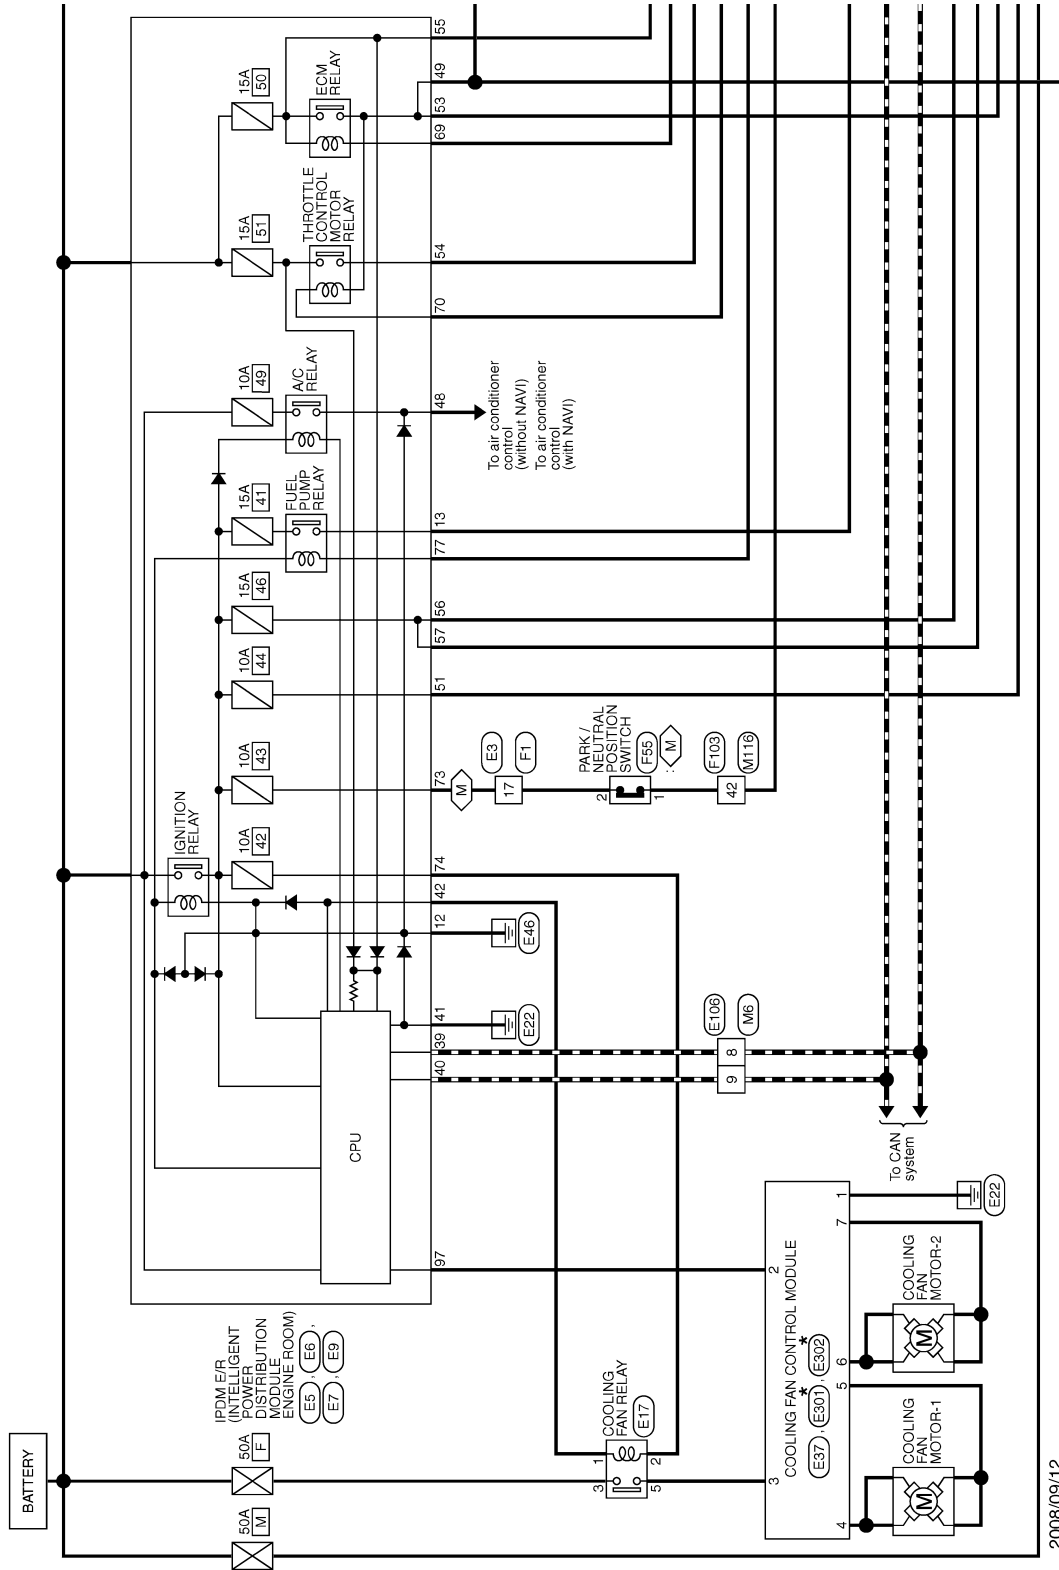 BATTERY
50A
M
50A
F
IPDM E/R
(INTELLIGENT
POWER
DISTRIBUTION
MODULE
ENGINE ROOM)
E5 , E6 ,
E7 , E9
CPU
IGNITION
RELAY
10A
42
10A
43
10A
44
15A
46
15A
41
FUEL
PUMP
RELAY
10A
49
A/C
RELAY
15A
51
THROTTLE
CONTROL
MOTOR
RELAY
15A
50
ECM
RELAY
97
40
39
41
12
42
74
73
51
57
56
77
13
48
70
54
69
53
49
55
E22
E46
M
17
E3
F1
PARK /
NEUTRAL
POSITION
SWITCH
F55
: M
2
1
42
F103
M116
To air conditioner
control
(without NAVI)
To air conditioner
control
(with NAVI)
9
8
E106
M6
To CAN
system
COOLING
FAN RELAY
E17
1
2
3
5
COOLING FAN CONTROL MODULE
E37 , E301* , E302*
3
2
4
5
6
7
1
COOLING
FAN
MOTOR-1
M
COOLING
FAN
MOTOR-2
M
E22
2008/09/12